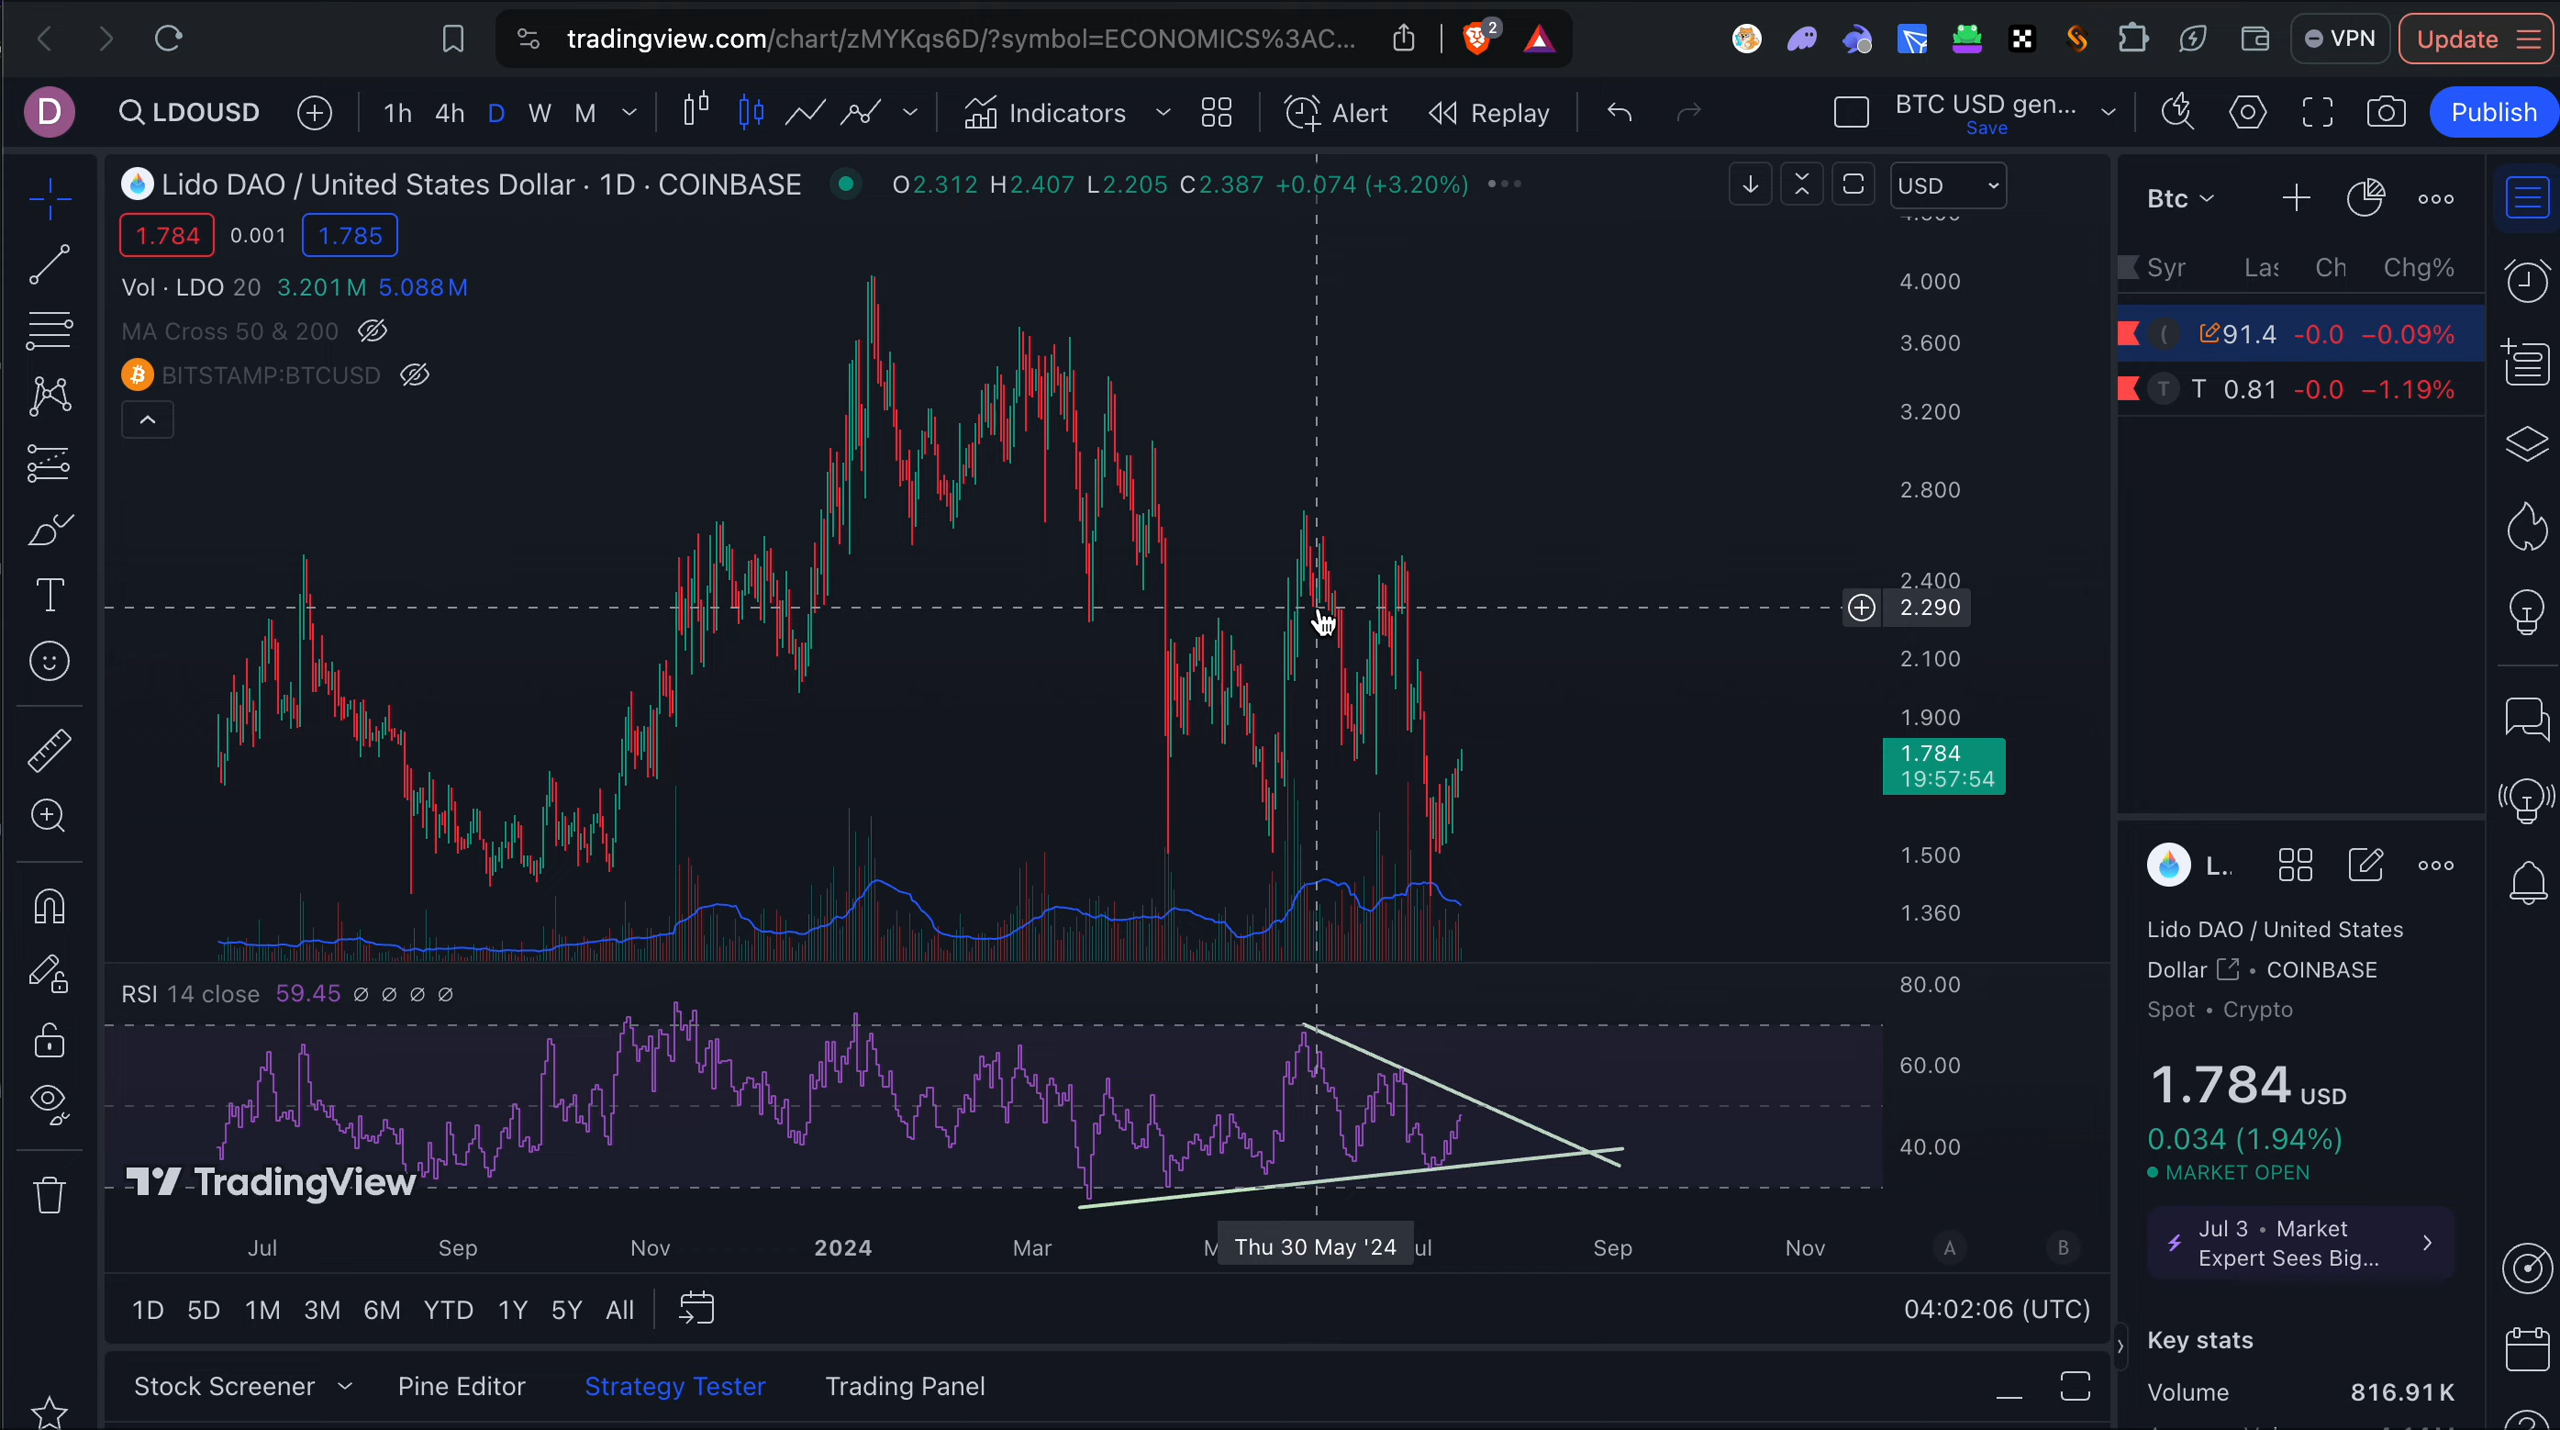 tradingview.com/chart/zMYKqs6D/?symbol=ECONOMICS%3AC...
2
VPN
Update
D
LDOUSD
1h 4h D W M
Indicators
Alert
Replay
BTC USD gen...
Save
Publish
Lido DAO / United States Dollar · 1D · COINBASE
O2.312 H2.407 L2.205 C2.387 +0.074 (+3.20%)
USD
1.784 0.001 1.785
Vol · LDO 20 3.201M 5.088M
MA Cross 50 & 200
BITSTAMP:BTCUSD
4.000
3.600
3.200
2.800
2.400
2.290
2.100
1.900
1.784
19:57:54
1.500
1.360
RSI 14 close 59.45 ∅ ∅ ∅ ∅
80.00
60.00
40.00
TradingView
Jul Sep Nov 2024 Mar M Thu 30 May '24 ul Sep Nov
A B
1D 5D 1M 3M 6M YTD 1Y 5Y All
04:02:06 (UTC)
Stock Screener Pine Editor Strategy Tester Trading Panel
Btc
Syr Las Ch Chg%
( 91.4 -0.0 −0.09%
T T 0.81 -0.0 −1.19%
L..
Lido DAO / United States
Dollar • COINBASE
Spot • Crypto
1.784 USD
0.034 (1.94%)
MARKET OPEN
Jul 3 • Market
Expert Sees Big...
Key stats
Volume 816.91K